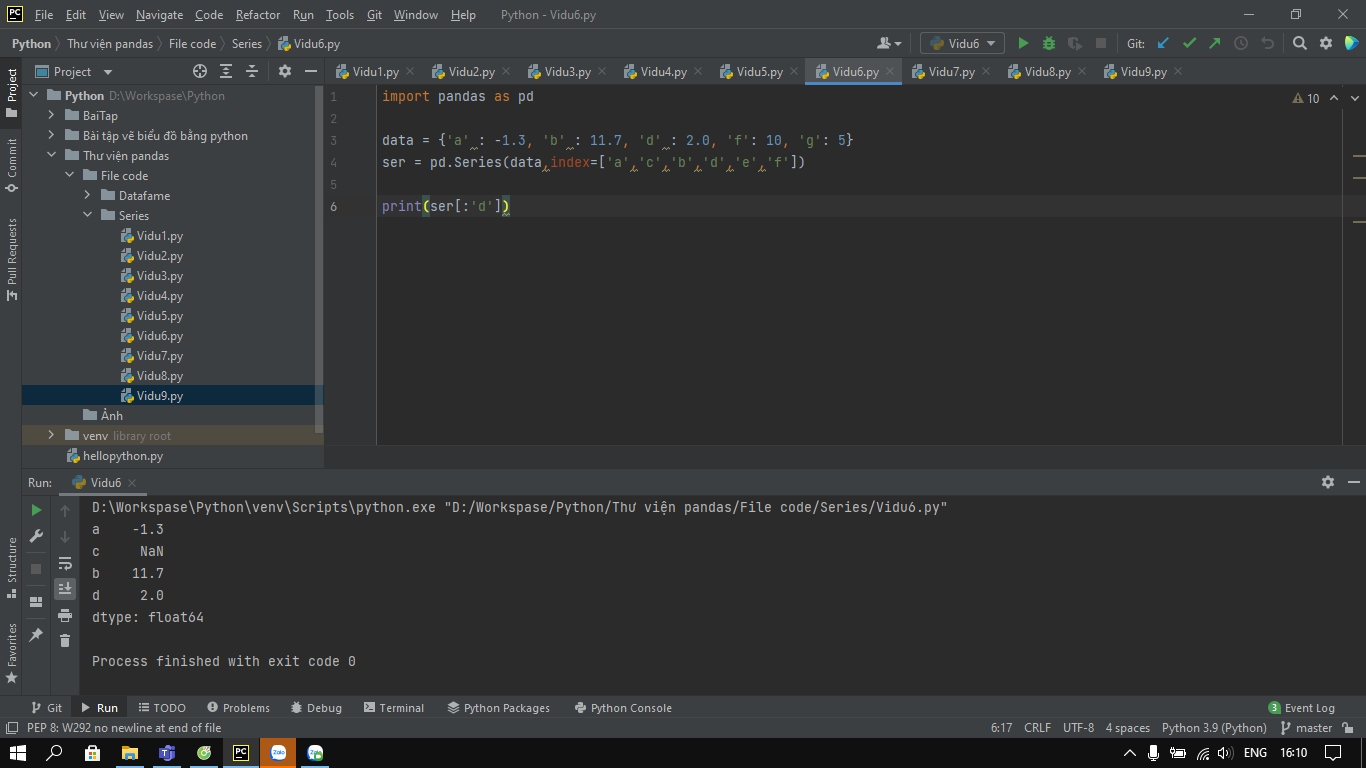 PC File Edit View Navigate Code Refactor Run Tools Git Window Help Python - Vidu6.py
Python Thư viện pandas File code Series Vidu6.py Vidu6 Git:
Project
Vidu1.py Vidu2.py Vidu3.py Vidu4.py Vidu5.py Vidu6.py Vidu7.py Vidu8.py Vidu9.py
Project
Commit
Pull Requests
Python D:\Workspase\Python
BaiTap
Bài tập vẽ biểu đồ bằng python
Thư viện pandas
File code
Datafame
Series
Vidu1.py
Vidu2.py
Vidu3.py
Vidu4.py
Vidu5.py
Vidu6.py
Vidu7.py
Vidu8.py
Vidu9.py
Ảnh
venv library root
hellopython.py
1 import pandas as pd
10
2
3 data = {'a' : -1.3, 'b' : 11.7, 'd' : 2.0, 'f': 10, 'g': 5}
4 ser = pd.Series(data,index=['a','c','b','d','e','f'])
5
6 print(ser[:'d'])
Run: Vidu6
Structure
Favorites
D:\Workspase\Python\venv\Scripts\python.exe "D:/Workspase/Python/Thư viện pandas/File code/Series/Vidu6.py"
a -1.3
c NaN
b 11.7
d 2.0
dtype: float64
Process finished with exit code 0
Git Run TODO Problems Debug Terminal Python Packages Python Console 3 Event Log
PEP 8: W292 no newline at end of file 6:17 CRLF UTF-8 4 spaces Python 3.9 (Python) master
PC Zalo Zalo ENG 16:10